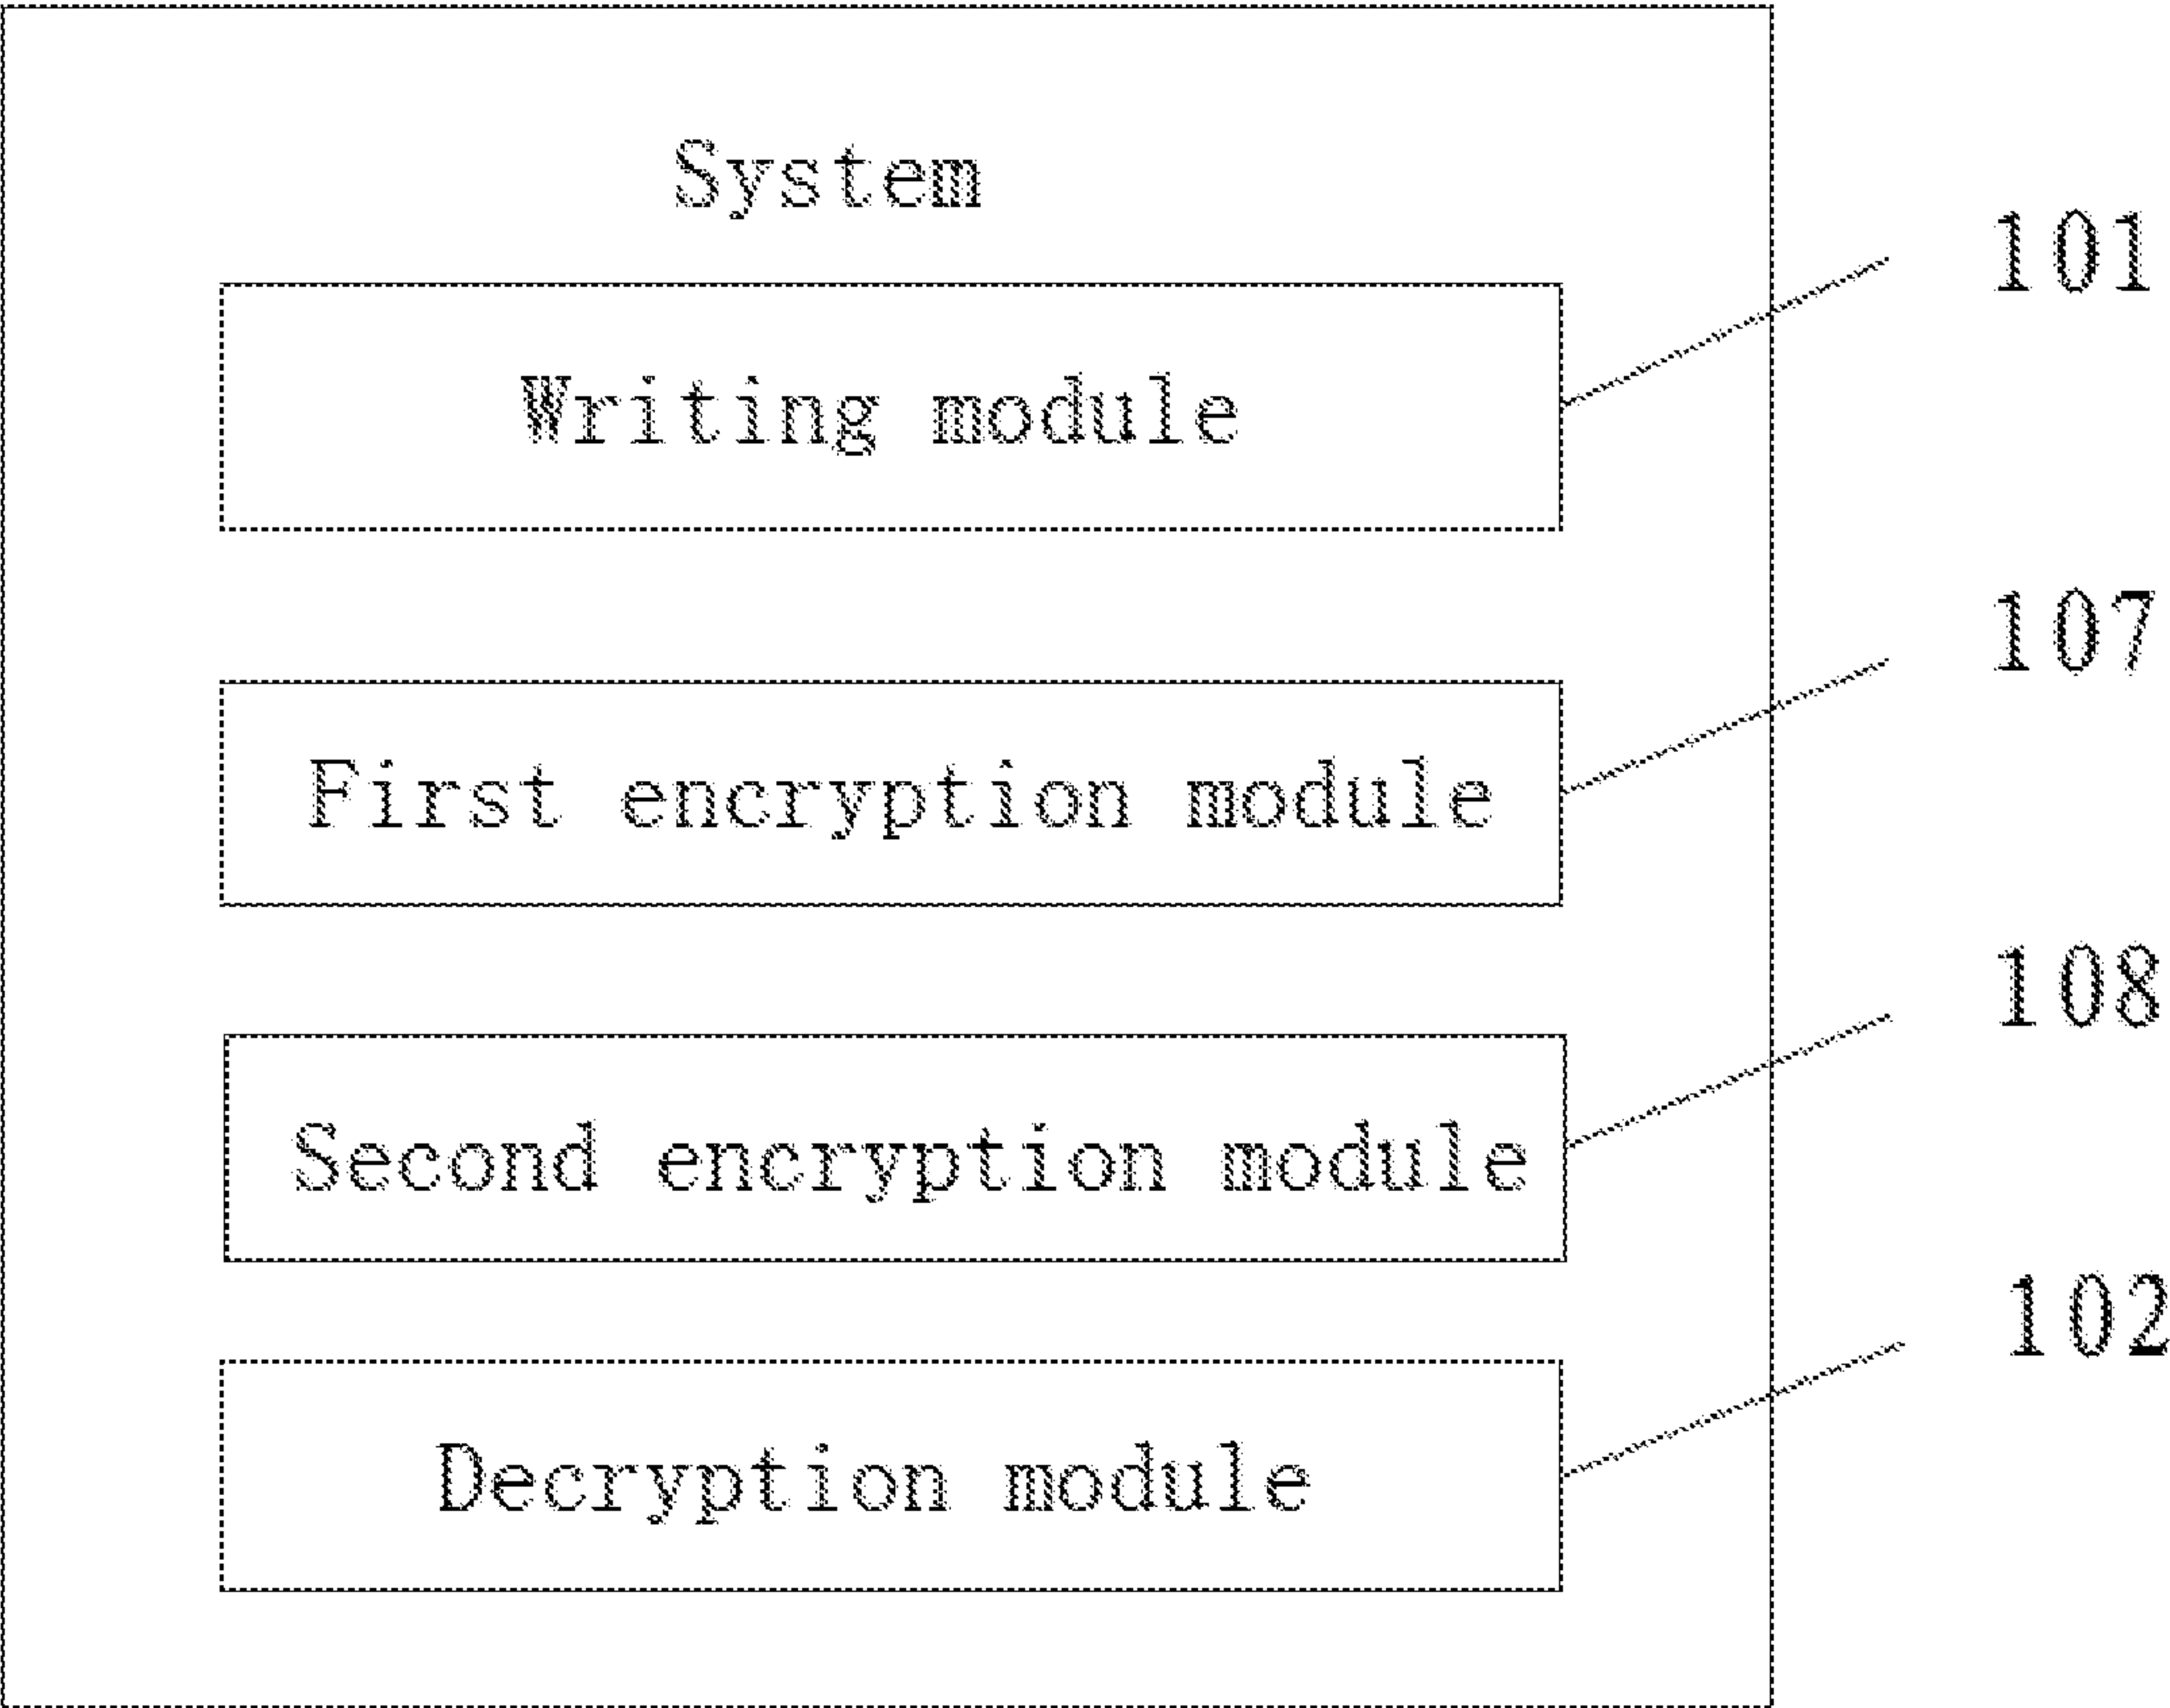 System
101
Writing module
107
First encryption module
108
Second encryption module
102
Decryption module